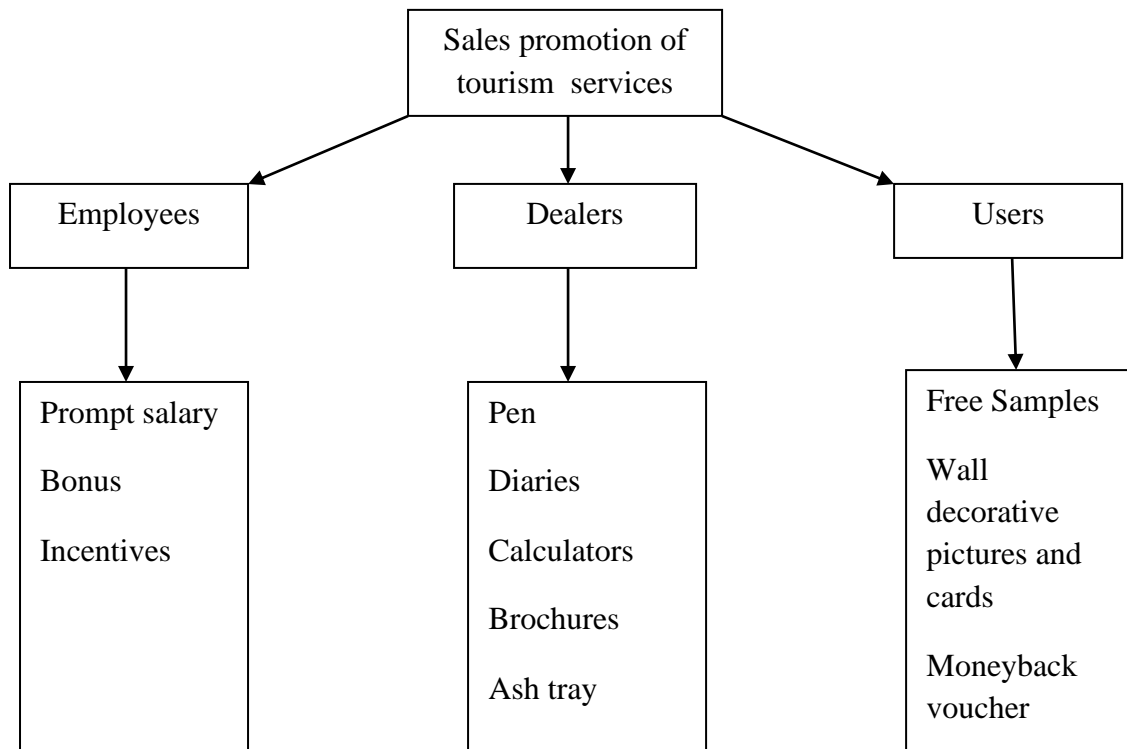 Sales promotion of
tourism services
Employees
Dealers
Users
Prompt salary
Bonus
Incentives
Pen
Diaries
Calculators
Brochures
Ash tray
Free Samples
Wall
decorative
pictures and
cards
Moneyback
voucher